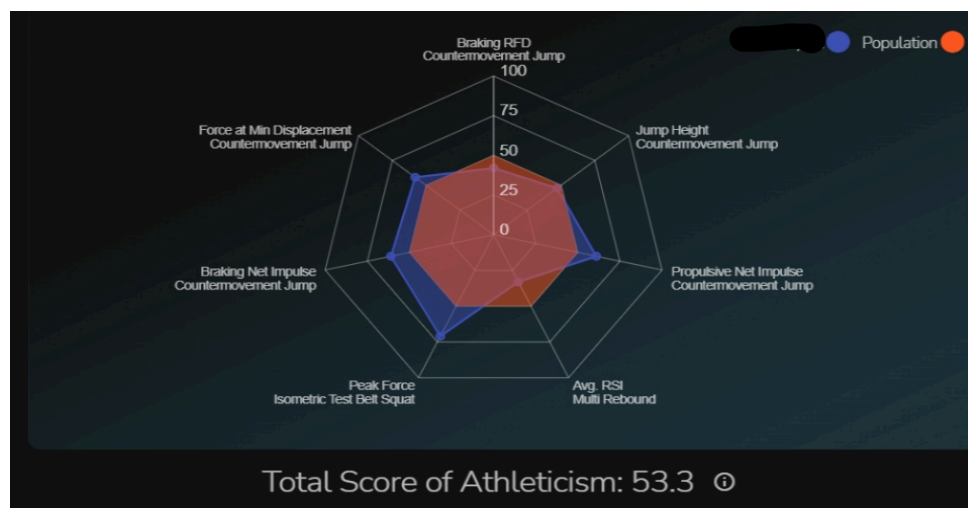 Population
Braking RFD
Countermovement Jump
100
75
50
25
0
Force at Min Displacement
Countermovement Jump
Jump Height
Countermovement Jump
Braking Net Impulse
Countermovement Jump
Propulsive Net Impulse
Countermovement Jump
Peak Force
Isometric Test Belt Squat
Avg. RSI
Multi Rebound
Total Score of Athleticism: 53.3